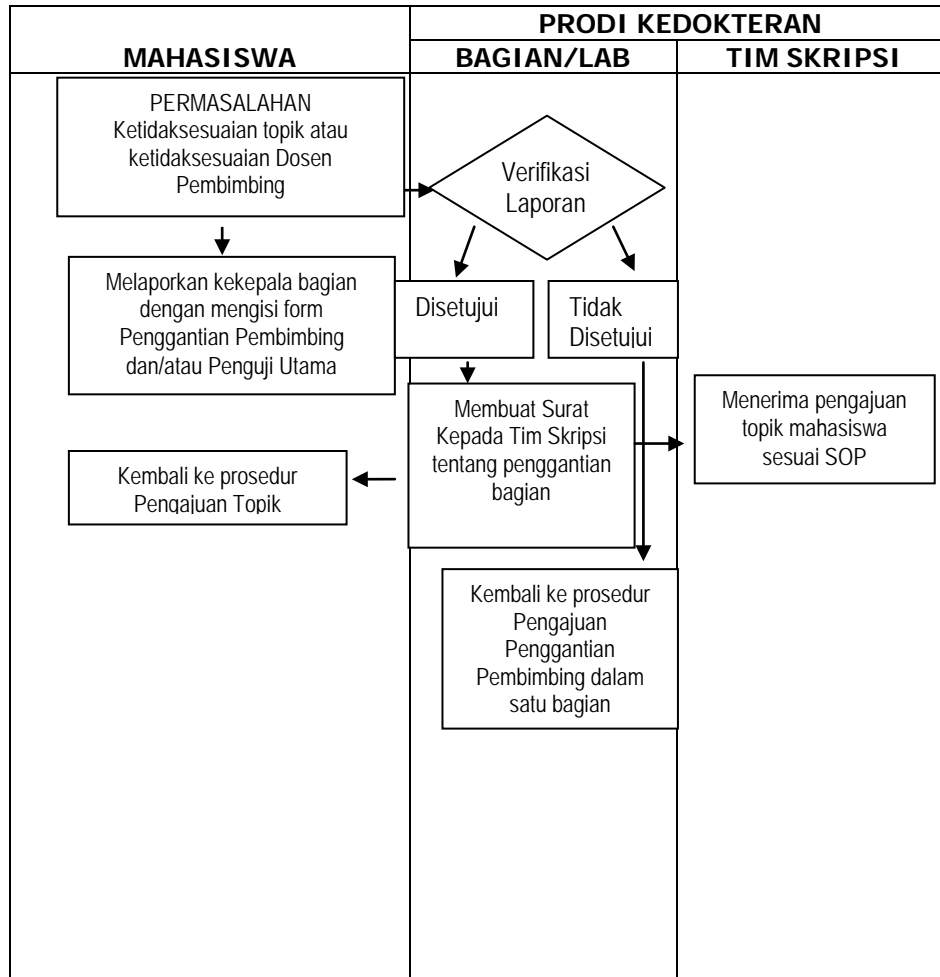 PRODI KEDOKTERAN
MAHASISWA
BAGIAN/LAB
TIM SKRIPSI
PERMASALAHAN
Ketidaksesuaian topik atau
ketidaksesuaian Dosen
Pembimbing
Verifikasi
Laporan
Melaporkan kekepala bagian
dengan mengisi form
Penggantian Pembimbing
dan/atau Penguji Utama
Disetujui
Tidak
Disetujui
Membuat Surat
Kepada Tim Skripsi
tentang penggantian
bagian
Menerima pengajuan
topik mahasiswa
sesuai SOP
Kembali ke prosedur
Pengajuan Topik
Kembali ke prosedur
Pengajuan
Penggantian
Pembimbing dalam
satu bagian